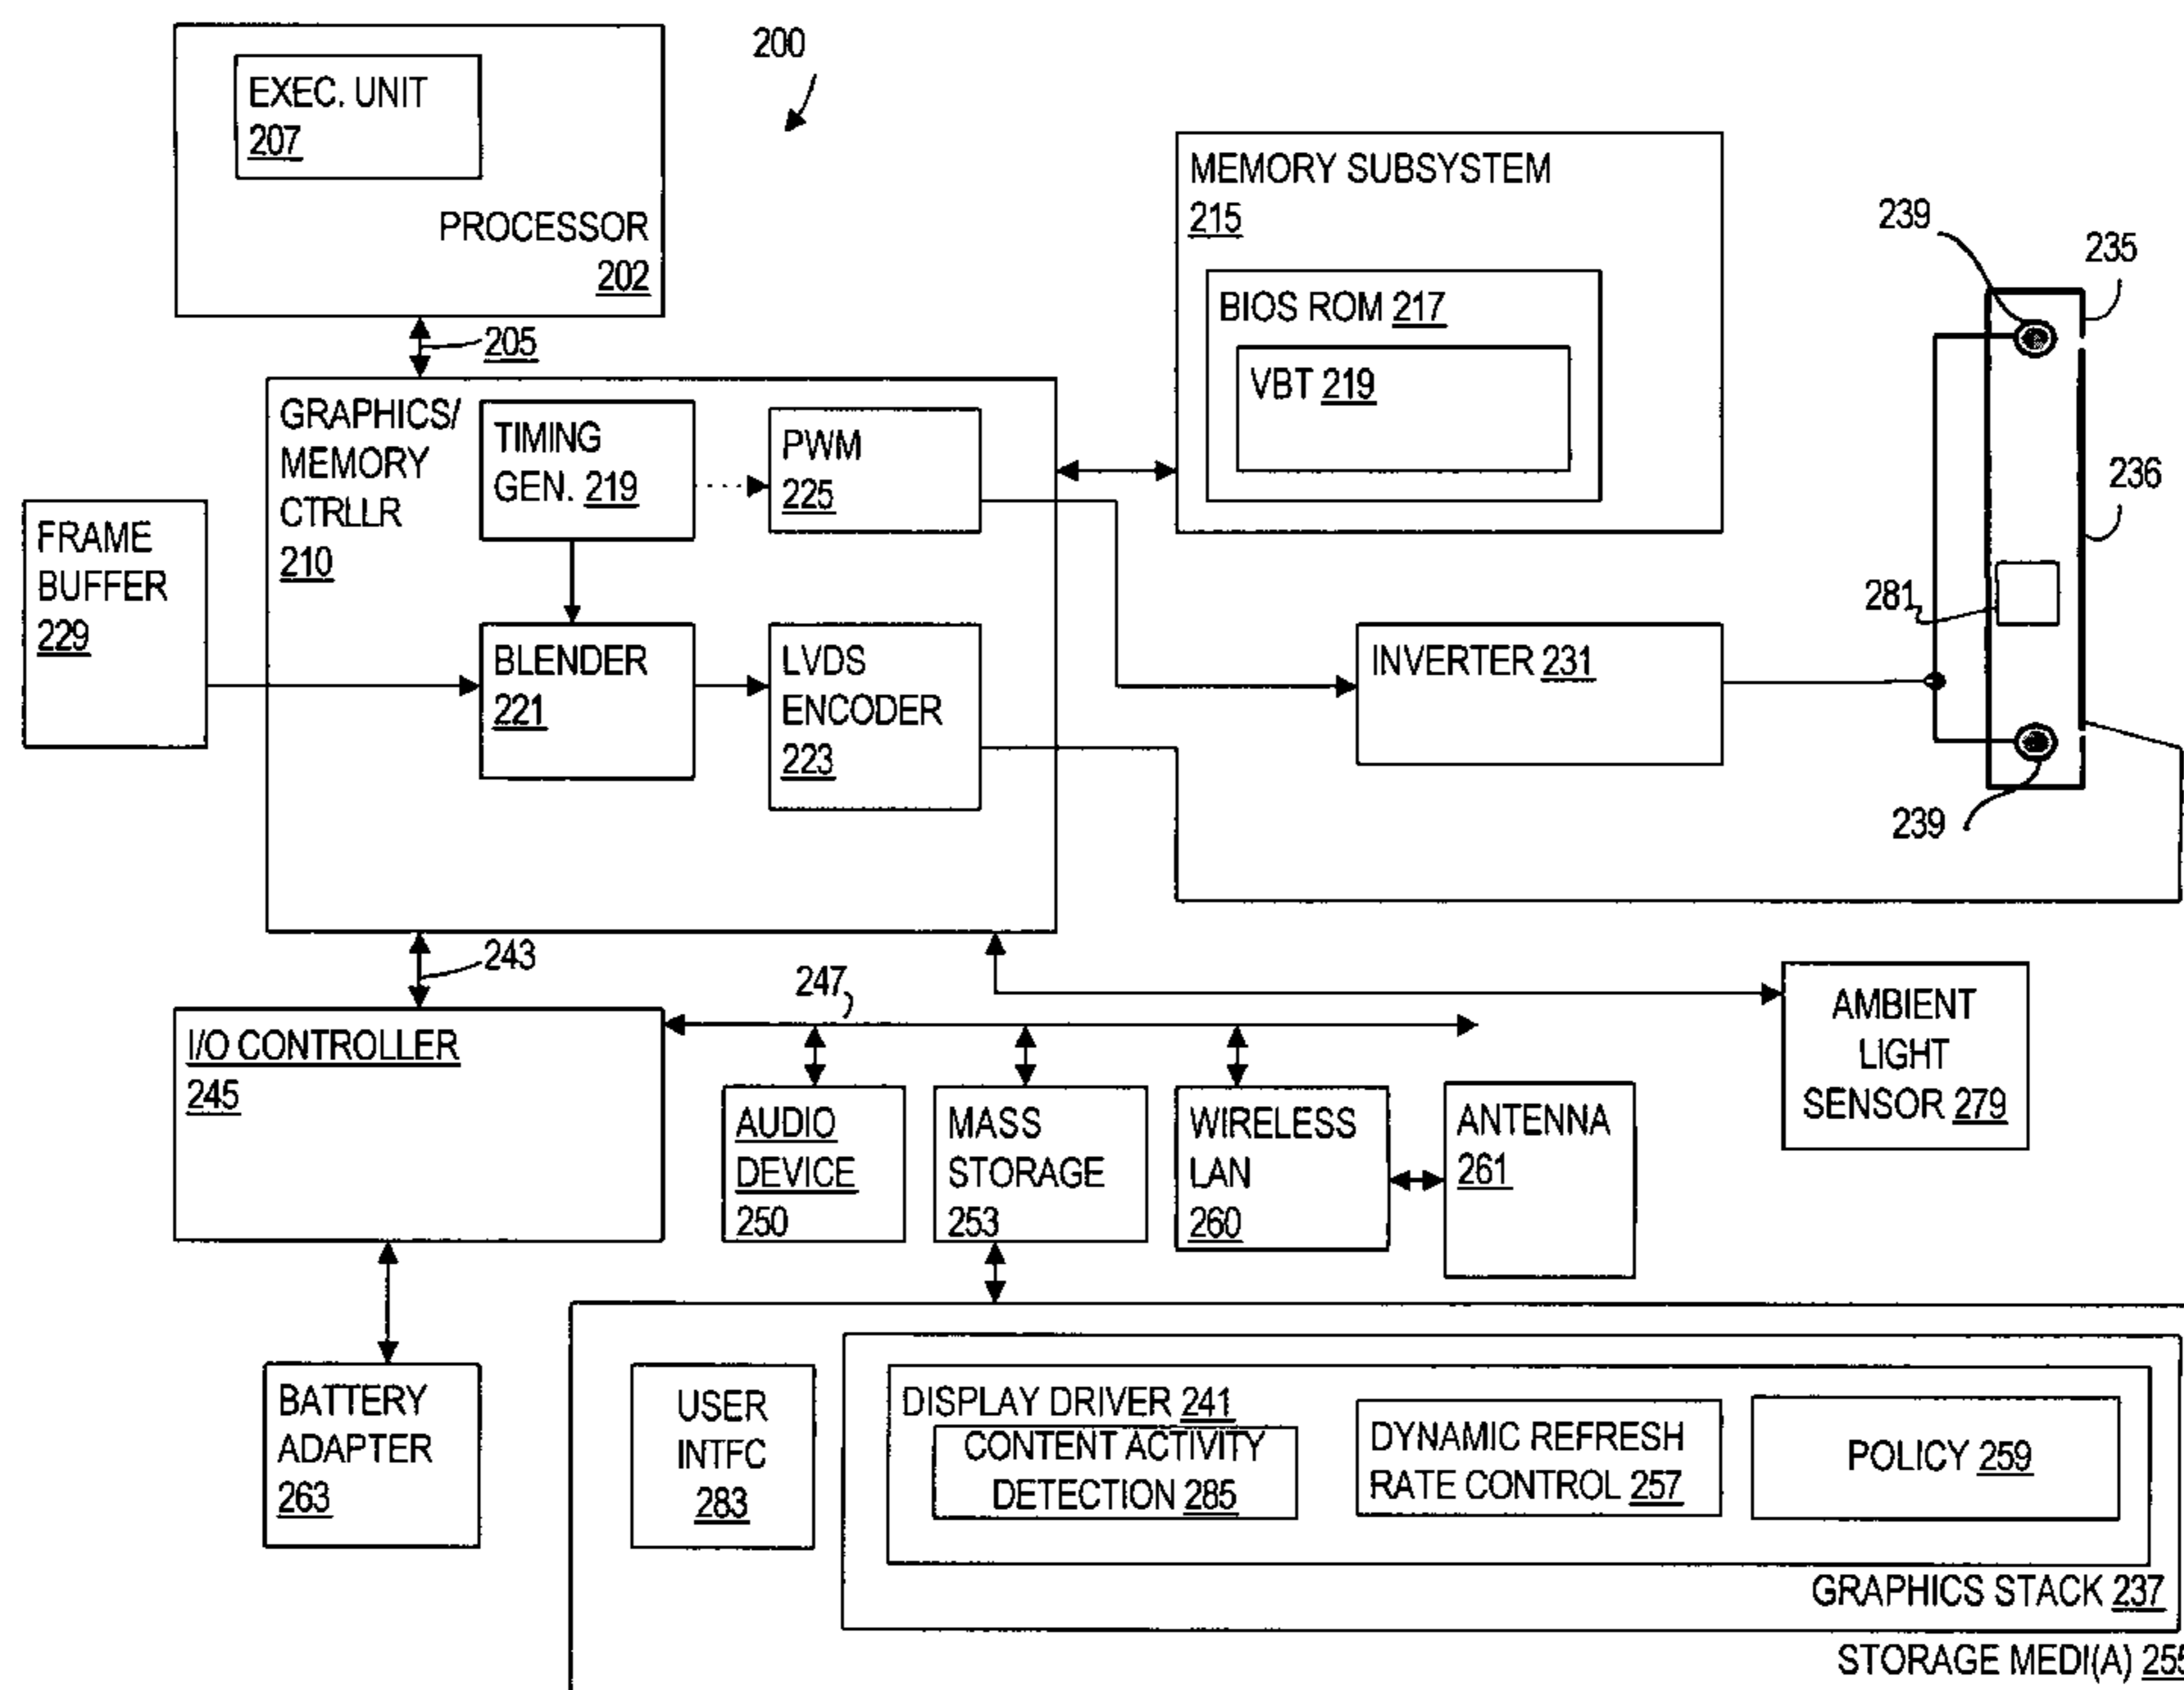 200
EXEC. UNIT
207
PROCESSOR
202
205
MEMORY SUBSYSTEM
215
BIOS ROM 217
VBT 219
239
235
236
281
239
GRAPHICS/
MEMORY
CTRLLR
210
TIMING
GEN. 219
PWM
225
FRAME
BUFFER
229
BLENDER
221
LVDS
ENCODER
223
INVERTER 231
243
247
I/O CONTROLLER
245
AUDIO
DEVICE
250
MASS
STORAGE
253
WIRELESS
LAN
260
ANTENNA
261
AMBIENT
LIGHT
SENSOR 279
BATTERY
ADAPTER
263
USER
INTFC
283
DISPLAY DRIVER 241
CONTENT ACTIVITY
DETECTION 285
DYNAMIC REFRESH
RATE CONTROL 257
POLICY 259
GRAPHICS STACK 237
STORAGE MEDI(A) 255